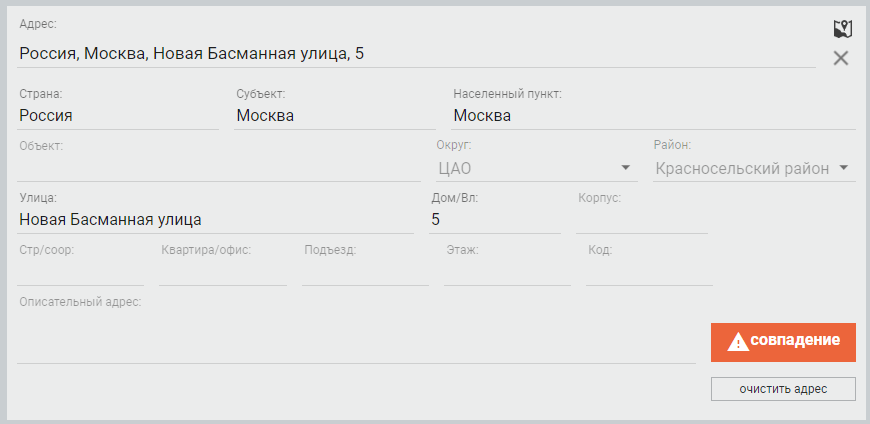 Адрес:
Россия, Москва, Новая Басманная улица, 5
Страна: Субъект: Населенный пункт:
Россия Москва Москва
Объект: Округ: Район:
ЦАО Красносельский район
Улица: Дом/Вл: Корпус:
Новая Басманная улица 5
Стр/соор: Квартира/офис: Подъезд: Этаж: Код:
Описательный адрес:
совпадение
очистить адрес